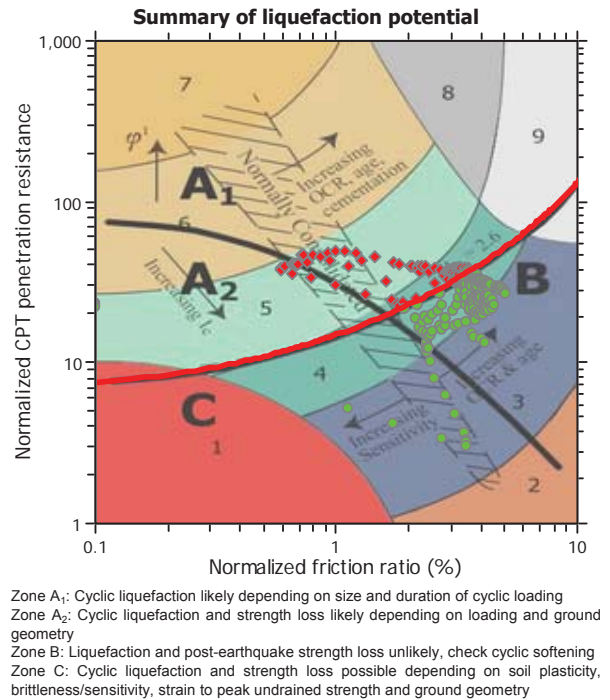 Summary of liquefaction potential
1,000
7
8
9
φ'
Increasing
OCR, age,
cementation
Normally Consolidated
100
A1
6
2.6
A2
Increasing Ic
B
5
10
4
Increasing
OCR & age
C
3
Increasing
Sensitivity
1
2
1
0.1
1
10
Normalized CPT penetration resistance
Normalized friction ratio (%)
Zone A1: Cyclic liquefaction likely depending on size and duration of cyclic loading
Zone A2: Cyclic liquefaction and strength loss likely depending on loading and ground
geometry
Zone B: Liquefaction and post-earthquake strength loss unlikely, check cyclic softening
Zone C: Cyclic liquefaction and strength loss possible depending on soil plasticity,
brittleness/sensitivity, strain to peak undrained strength and ground geometry